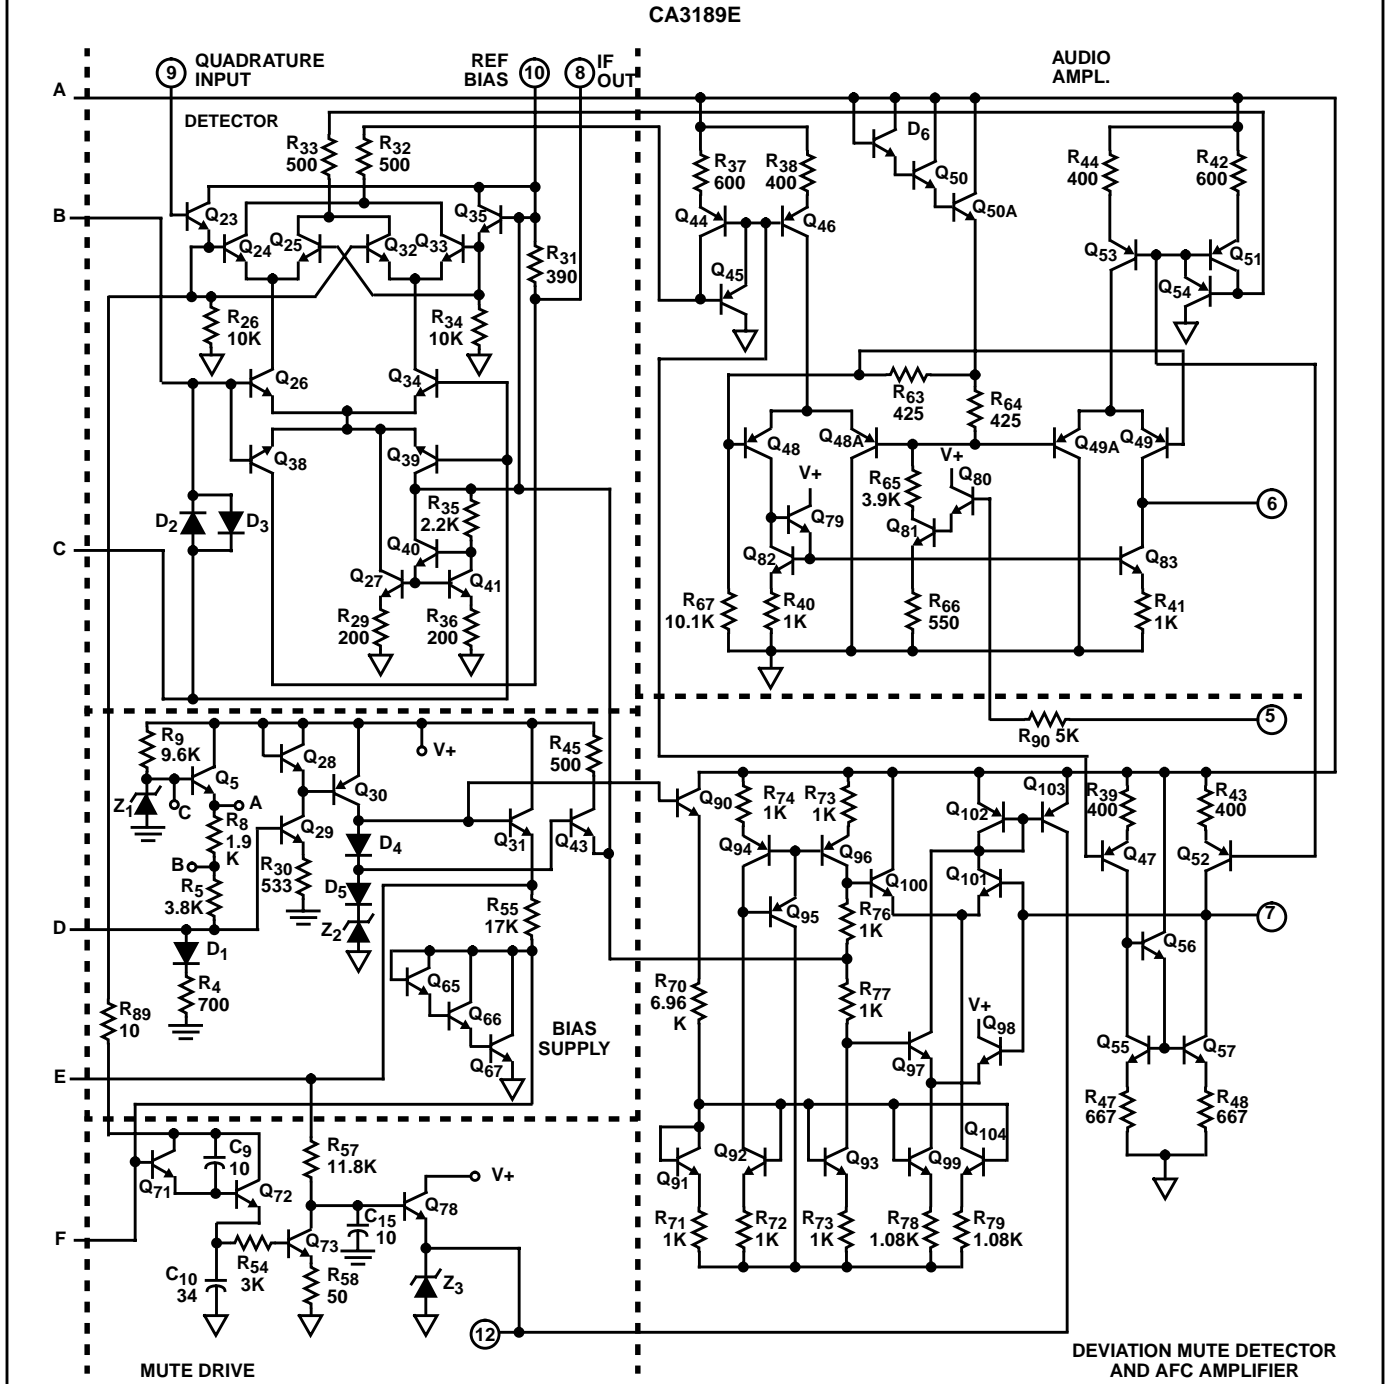 CA3189E
9
QUADRATURE
INPUT
REF
BIAS
10
8
IF
OUT
AUDIO
AMPL.
A
DETECTOR
R33
500
R32
500
R37
600
R38
400
D6
Q50
Q50A
R44
400
R42
600
B
Q23
Q35
Q44
Q46
Q24
Q25
Q32
Q33
R31
390
Q53
Q51
Q45
Q54
R26
10K
R34
10K
Q26
Q34
R63
425
R64
425
Q38
Q39
Q48
Q48A
Q49A
Q49
V+
R65
3.9K
V+
Q80
6
D2
D3
R35
2.2K
Q79
Q81
C
Q40
Q82
Q83
Q27
Q41
R29
200
R36
200
R67
10.1K
R40
1K
R66
550
R41
1K
R9
9.6K
R90 5K
5
Q5
Q28
V+
R45
500
Z1
C
A
Q30
Q90
R74
1K
R73
1K
Q102
Q103
R39
400
R43
400
R8
1.9
K
Q29
D4
Q31
Q43
Q94
Q96
Q47
Q52
B
R30
533
D5
Q100
Q101
R5
3.8K
R55
17K
Q95
R76
1K
7
D
Z2
Q56
D1
R4
700
Q65
Q66
Q67
R70
6.96
K
R77
1K
V+
Q98
R89
10
BIAS
SUPPLY
Q97
Q55
Q57
E
R47
667
R48
667
C9
10
R57
11.8K
Q104
Q71
Q72
V+
Q78
Q91
Q92
Q93
Q99
F
C15
10
R71
1K
R72
1K
R73
1K
R78
1.08K
R79
1.08K
R54
3K
Q73
C10
34
R58
50
Z3
12
MUTE DRIVE
DEVIATION MUTE DETECTOR
AND AFC AMPLIFIER